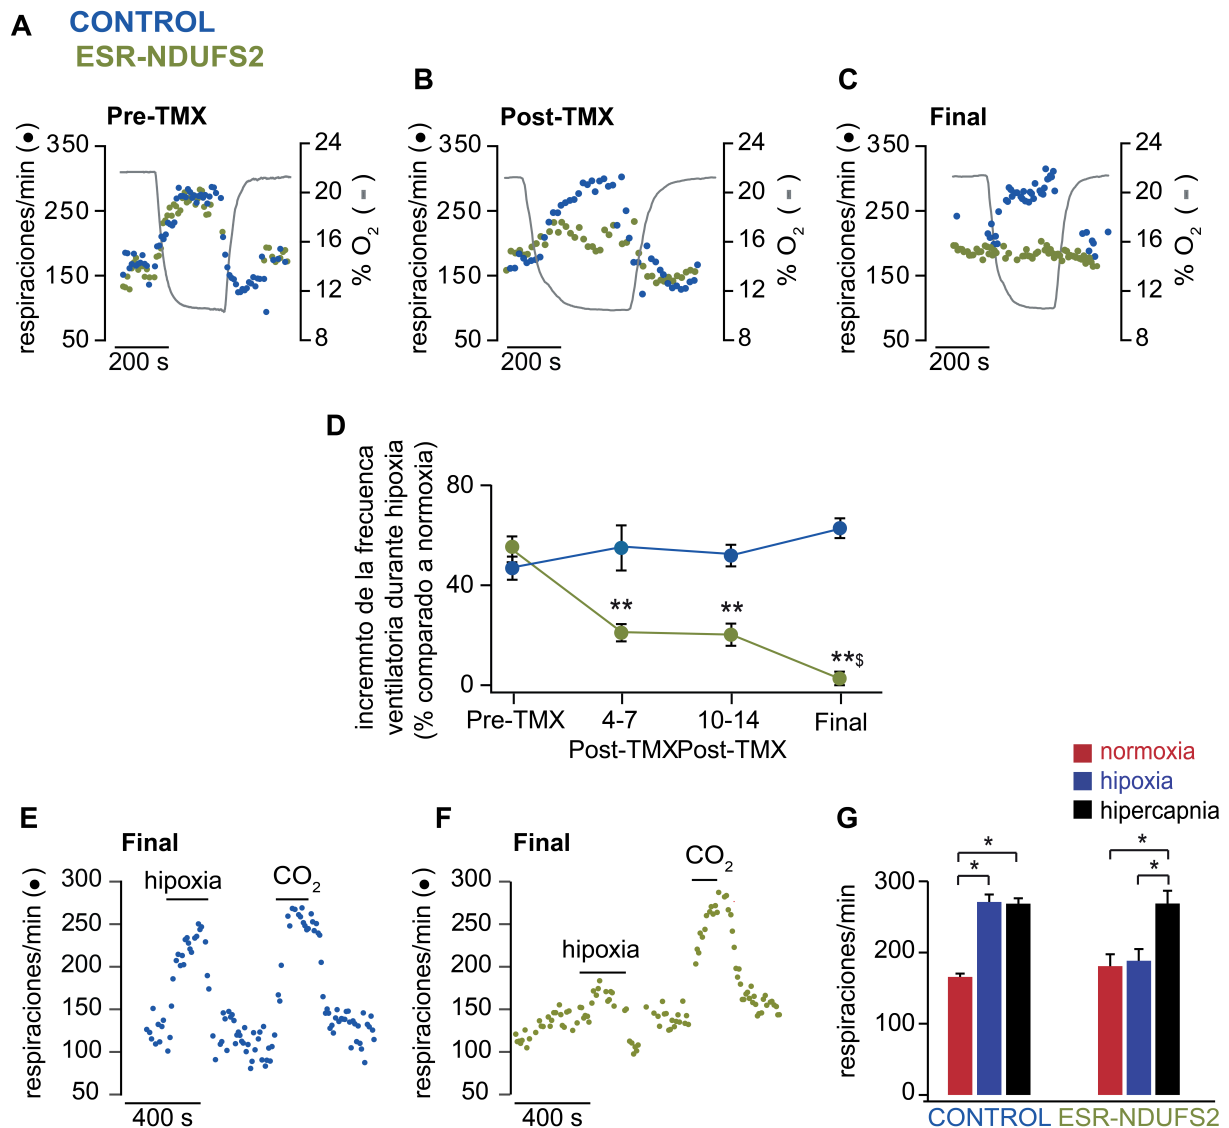 A
CONTROL
ESR-NDUFS2
Pre-TMX
respiraciones/min (●)
350
250
150
50
24
20
16
12
8
% O2 (-)
200 s
B
Post-TMX
respiraciones/min (●)
350
250
150
50
24
20
16
12
8
% O2 (-)
200 s
C
Final
respiraciones/min (●)
350
250
150
50
24
20
16
12
8
% O2 (-)
200 s
D
incremnto de la frecuenca
ventilatoria durante hipoxia
(% comparado a normoxia)
80
40
0
**
**
**$
Pre-TMX
4-7
Post-TMX
10-14
Post-TMX
Final
E
Final
respiraciones/min (●)
300
250
200
150
100
50
hipoxia
CO2
400 s
F
Final
respiraciones/min (●)
300
250
200
150
100
50
hipoxia
CO2
400 s
G
normoxia
hipoxia
hipercapnia
respiraciones/min
300
200
100
0
*
*
*
*
CONTROL
ESR-NDUFS2